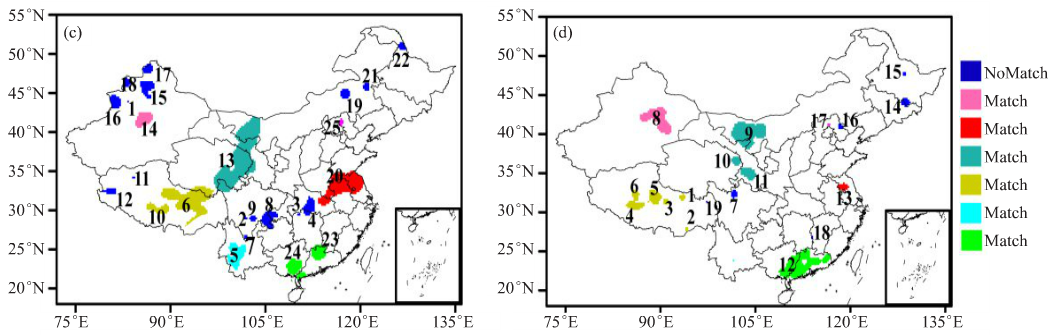 (c)
55°N
50°N
45°N
40°N
35°N
30°N
25°N
20°N
75°E 90°E 105°E 120°E 135°E
22
17
18
15
21
1
19
16
14
25
13
20
11
12
6
10
9
8
3
2
4
7
5
23
24
(d)
55°N
50°N
45°N
40°N
35°N
30°N
25°N
20°N
75°E 90°E 105°E 120°E 135°E
15
14
8
17
16
9
10
11
6
5
1
4
3
7
13
2
19
18
12
NoMatch
Match
Match
Match
Match
Match
Match